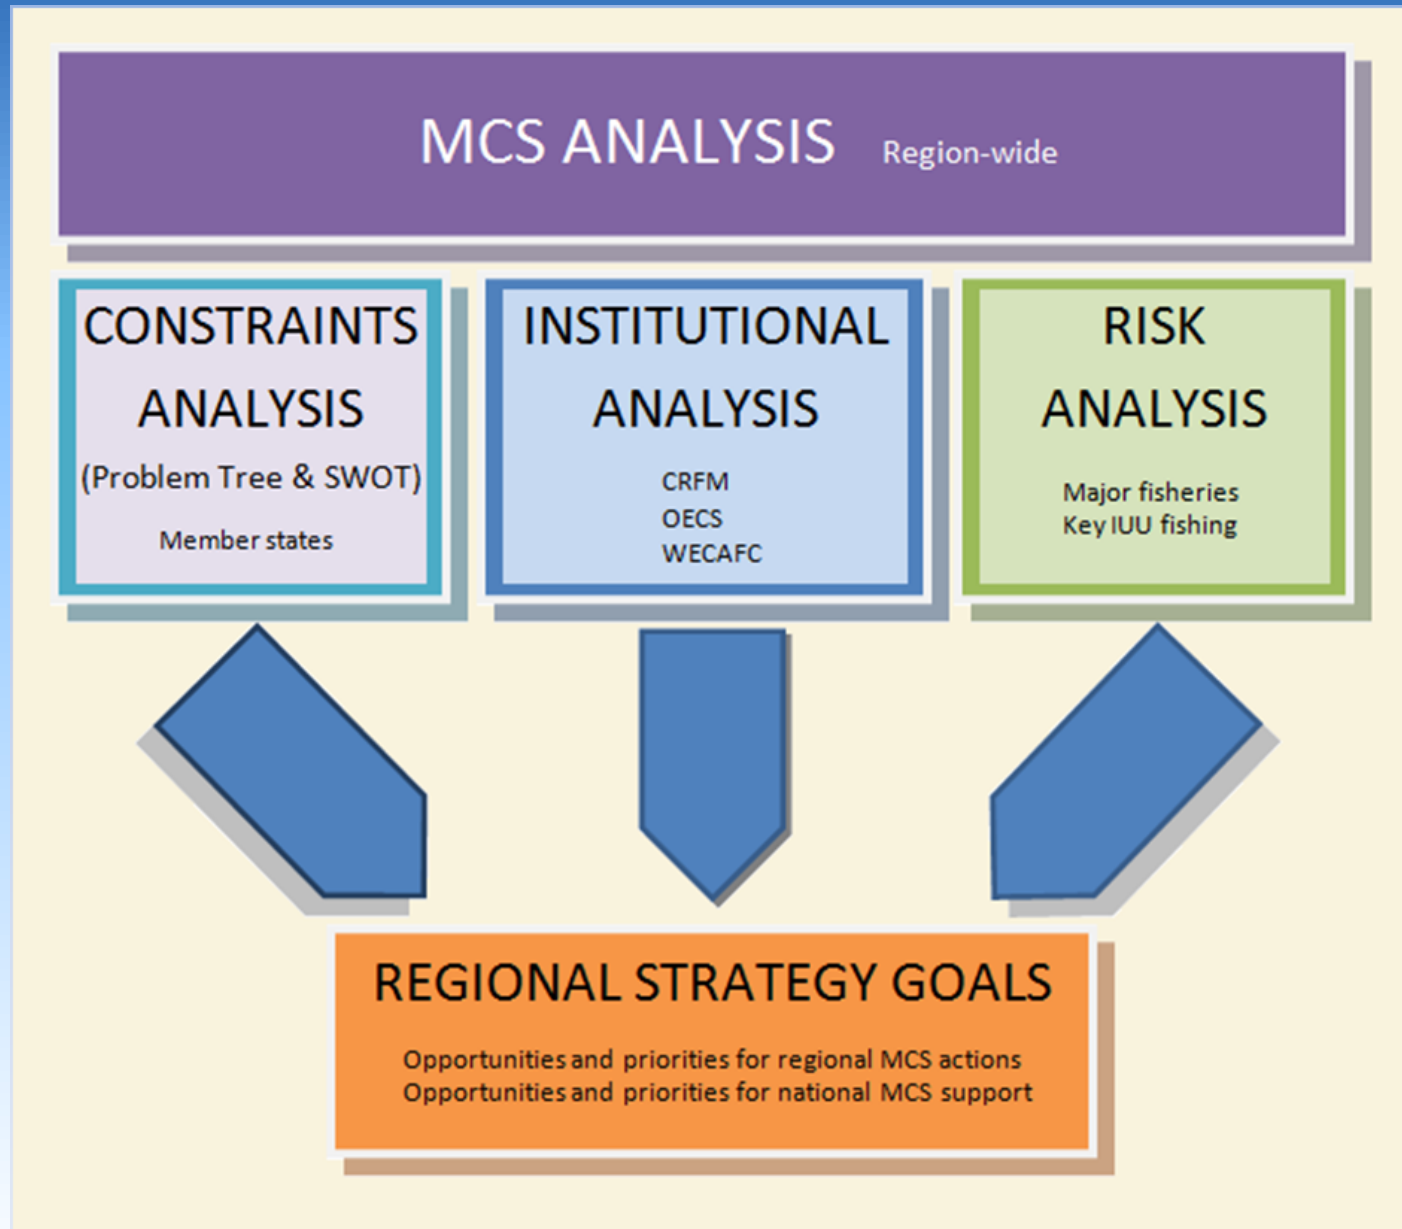 MCS ANALYSIS Region-wide
CONSTRAINTS
ANALYSIS
(Problem Tree & SWOT)
Member states
INSTITUTIONAL
ANALYSIS
CRFM
OECS
WECAFC
RISK
ANALYSIS
Major fisheries
Key IUU fishing
REGIONAL STRATEGY GOALS
Opportunities and priorities for regional MCS actions
Opportunities and priorities for national MCS support